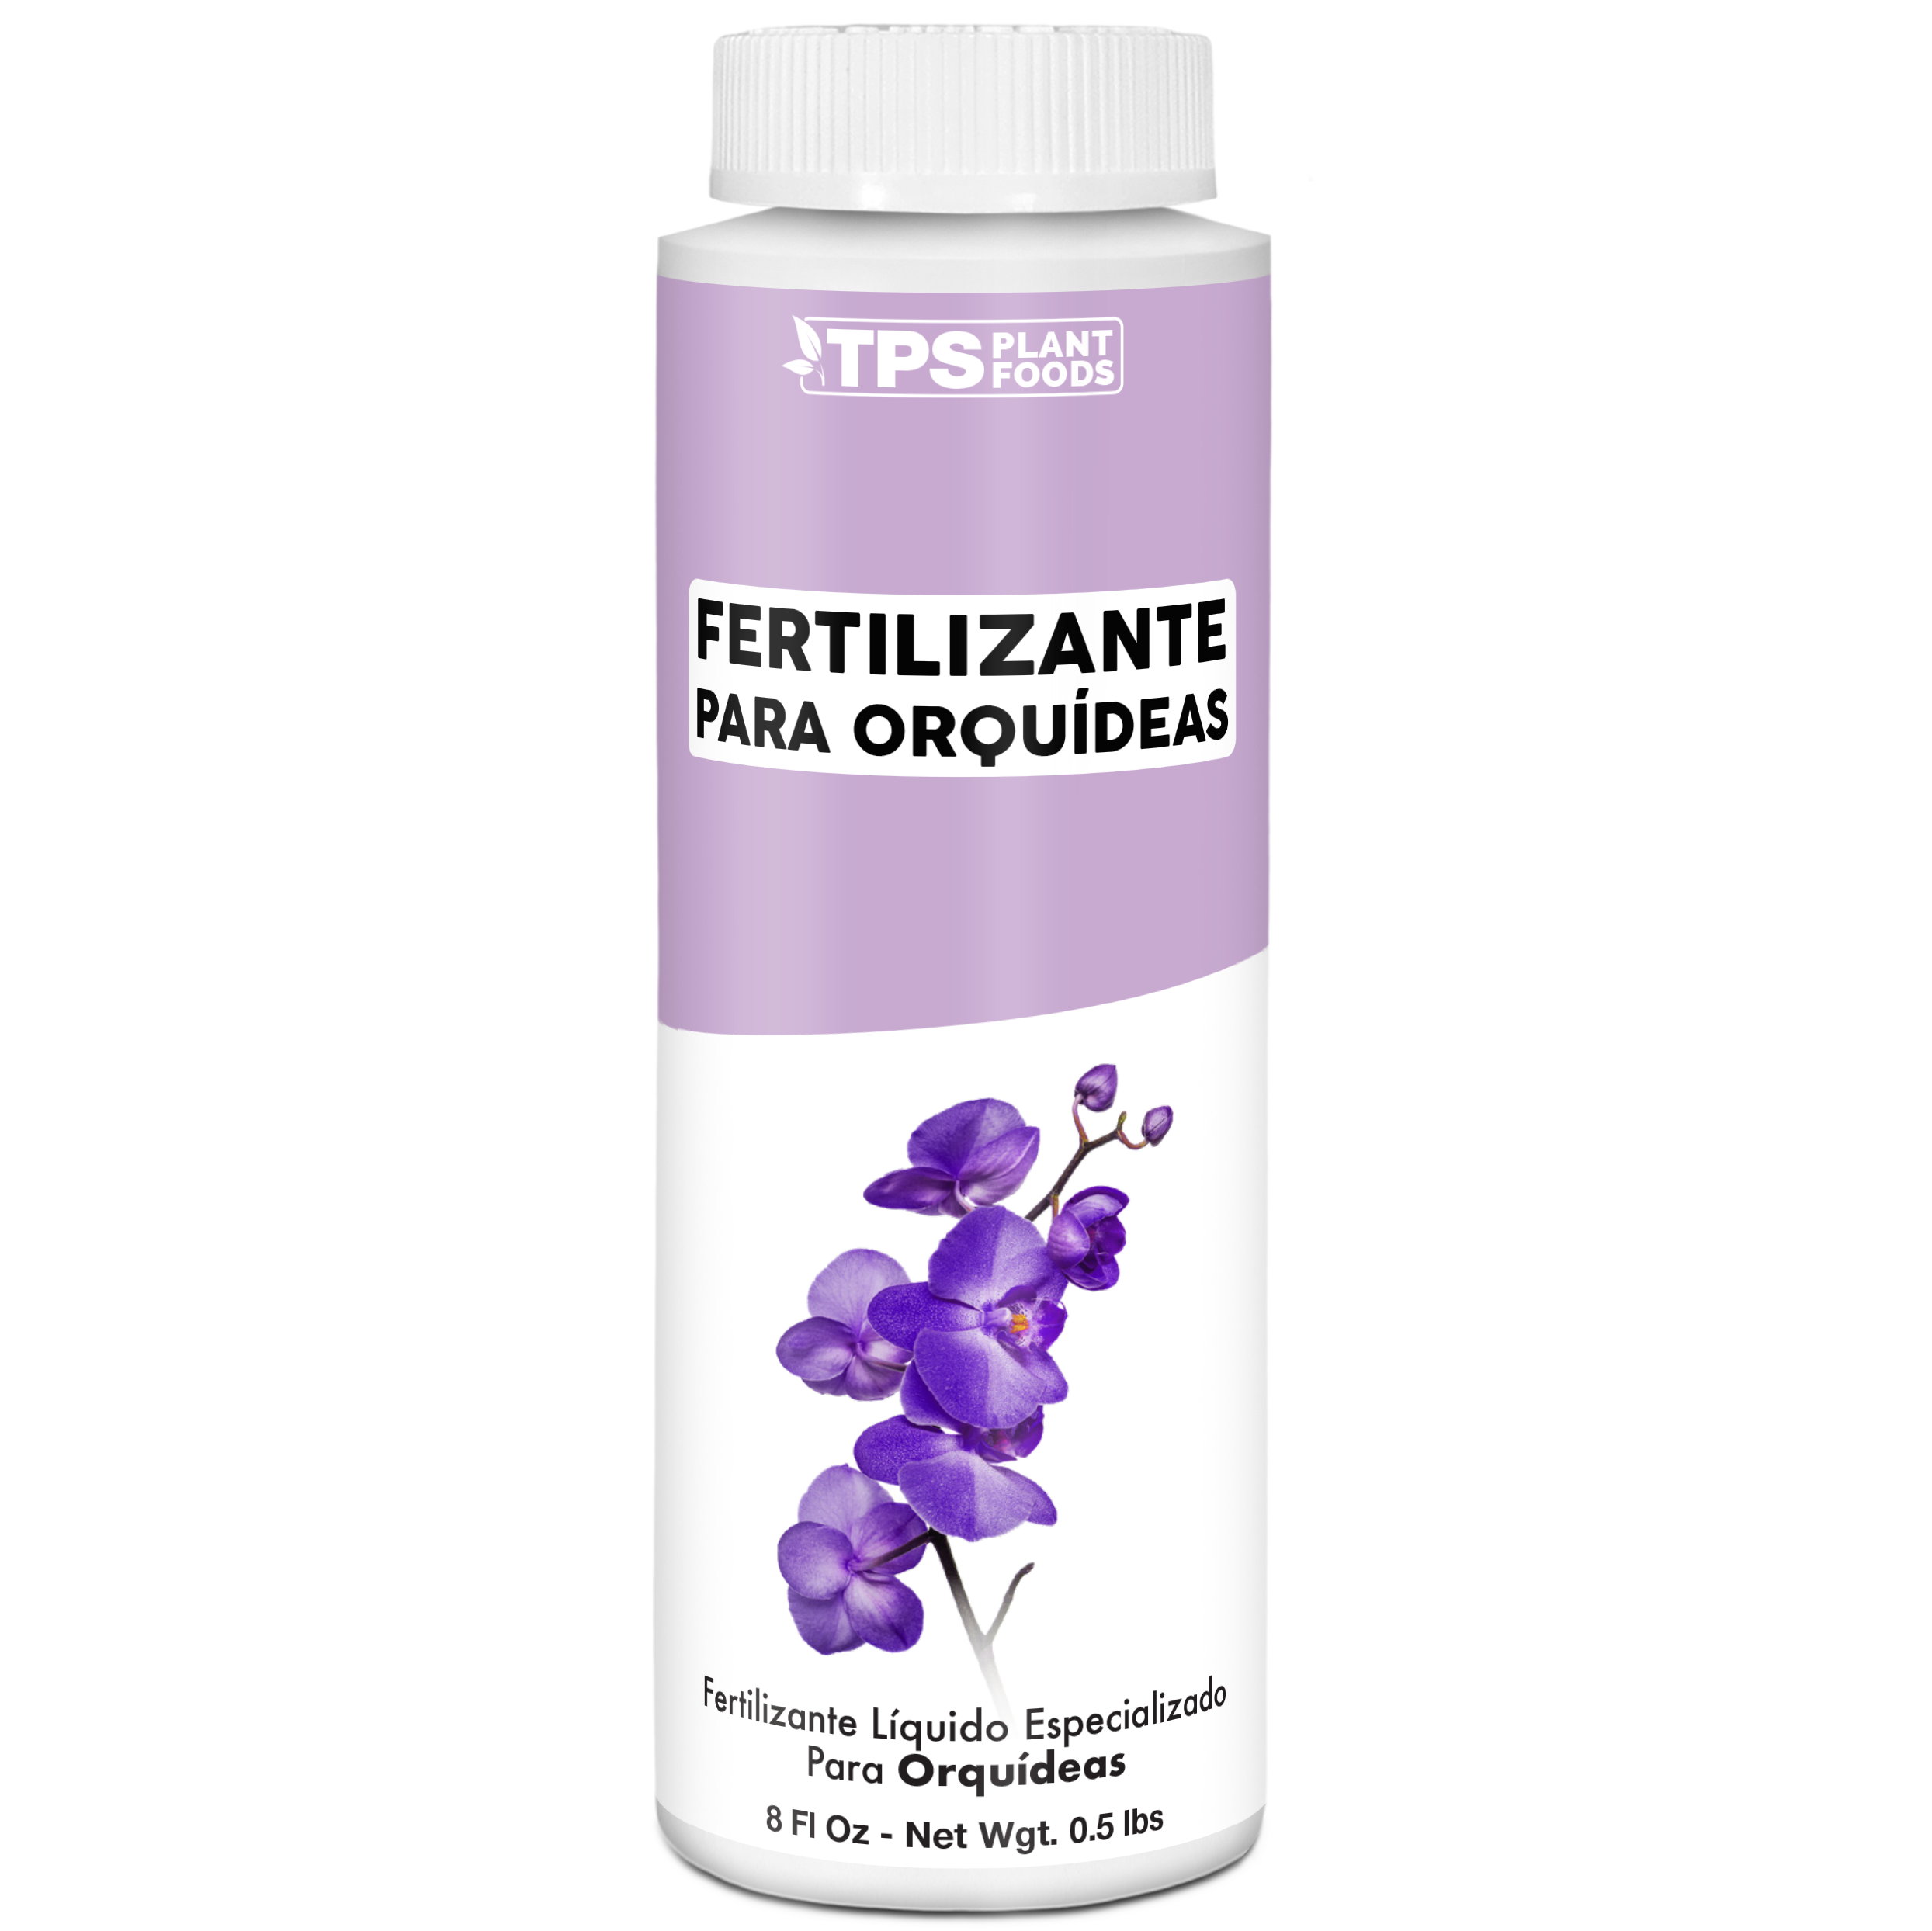 TPS PLANT FOODS
FERTILIZANTE
PARA ORQUÍDEAS
Fertilizante Líquido Especializado
Para Orquídeas
8 Fl Oz - Net Wgt. 0.5 lbs